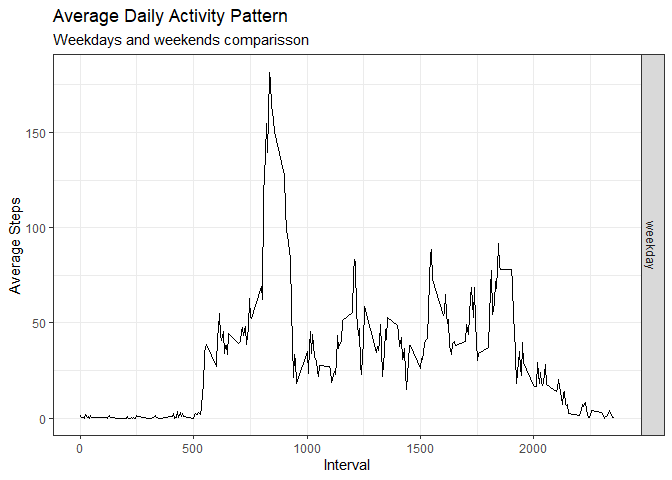 Average Daily Activity Pattern
Weekdays and weekends comparisson
Average Steps
150
100
50
0
0
500
1000
1500
2000
Interval
weekday